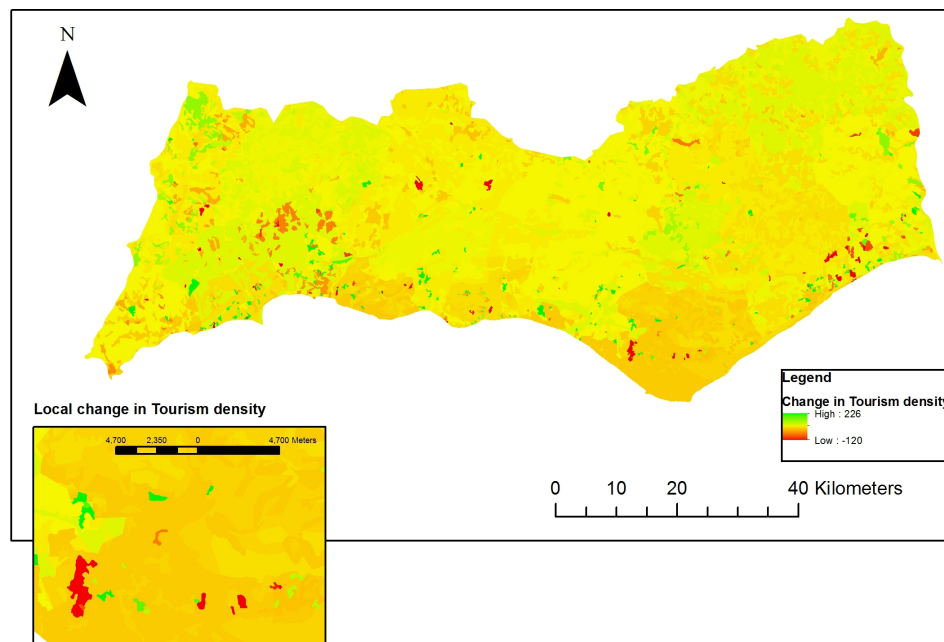 N
Legend
Change in Tourism density
High : 226
Low : -120
0 10 20 40 Kilometers
Local change in Tourism density
4,700 2,350 0 4,700 Meters